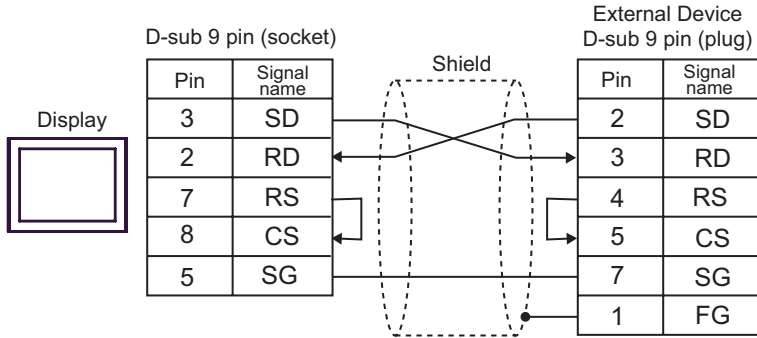 External Device
D-sub 9 pin (socket)
D-sub 9 pin (plug)
Shield
Pin Signal name
Pin Signal name
Display
3 SD
2 SD
2 RD
3 RD
7 RS
4 RS
8 CS
5 CS
5 SG
7 SG
1 FG